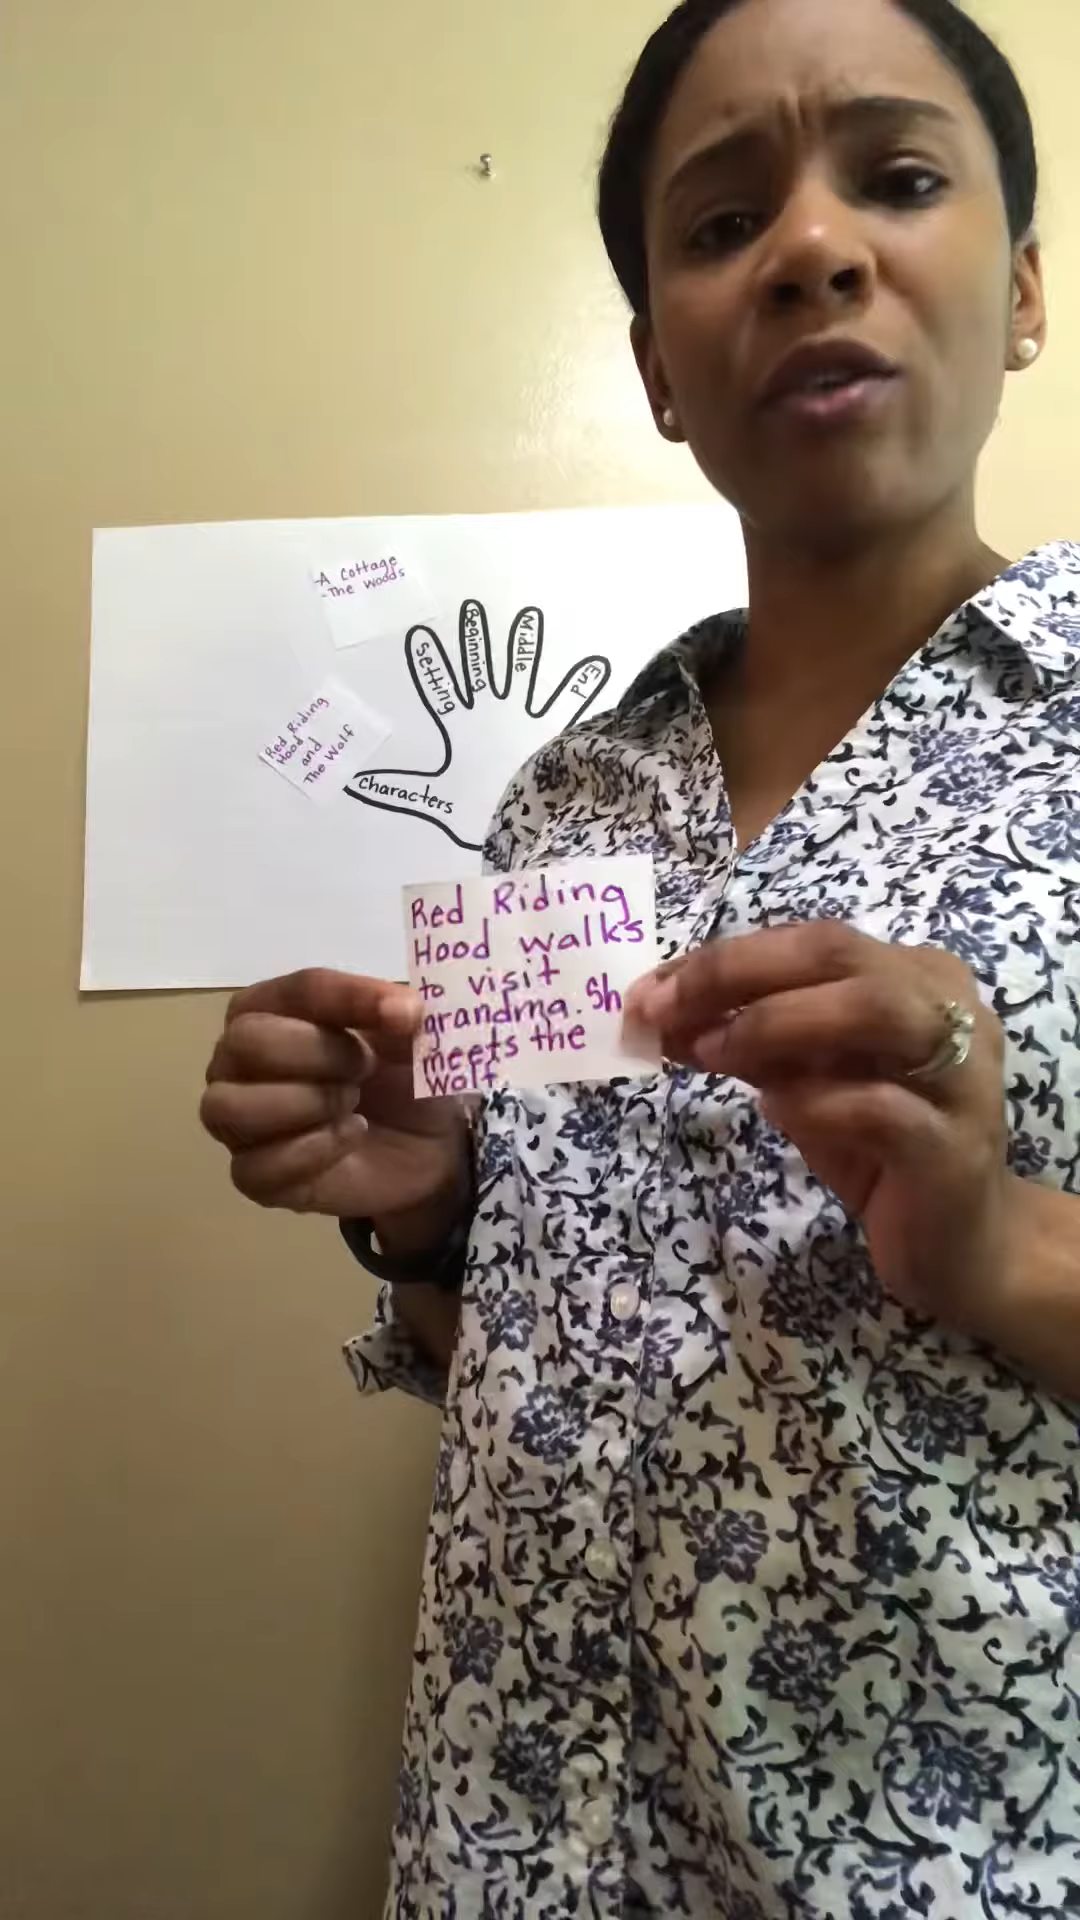 -A Cottage
-The Woods
Setting
Beginning
Middle
End
Red Riding
Hood
and
The Wolf
Characters
Red Riding
Hood walks
to visit
grandma. Sh
meets the
wolf.